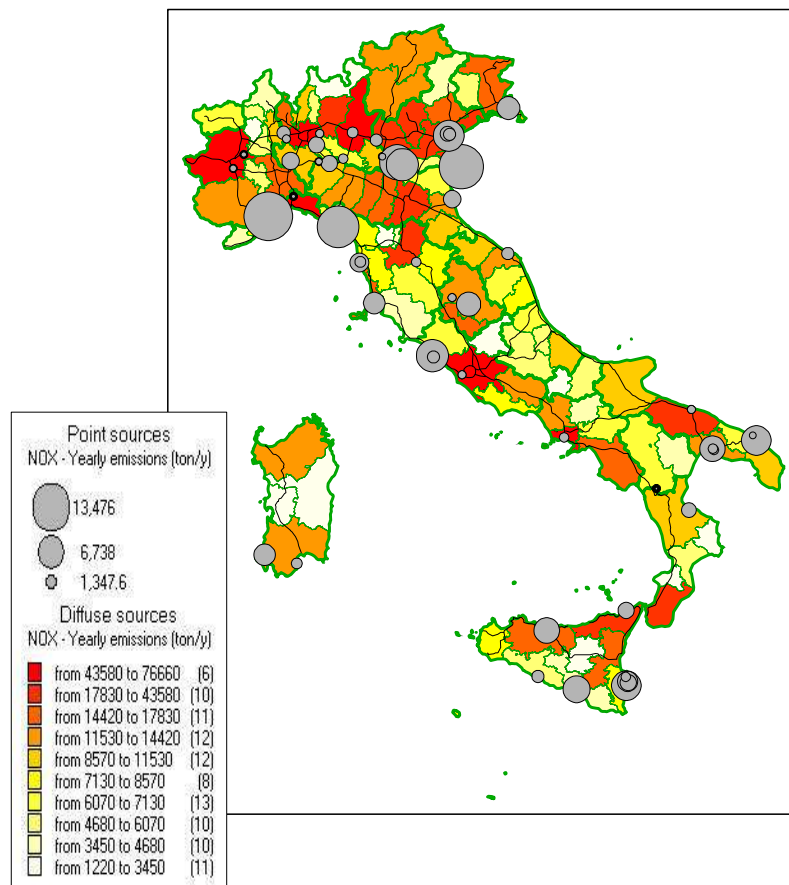 Point sources
NOX - Yearly emissions (ton/y)
13,476
6,738
1,347.6
Diffuse sources
NOX - Yearly emissions (ton/y)
from 43580 to 76660 (6)
from 17830 to 43580 (10)
from 14420 to 17830 (11)
from 11530 to 14420 (12)
from 8570 to 11530 (12)
from 7130 to 8570 (8)
from 6070 to 7130 (13)
from 4680 to 6070 (10)
from 3450 to 4680 (10)
from 1220 to 3450 (11)